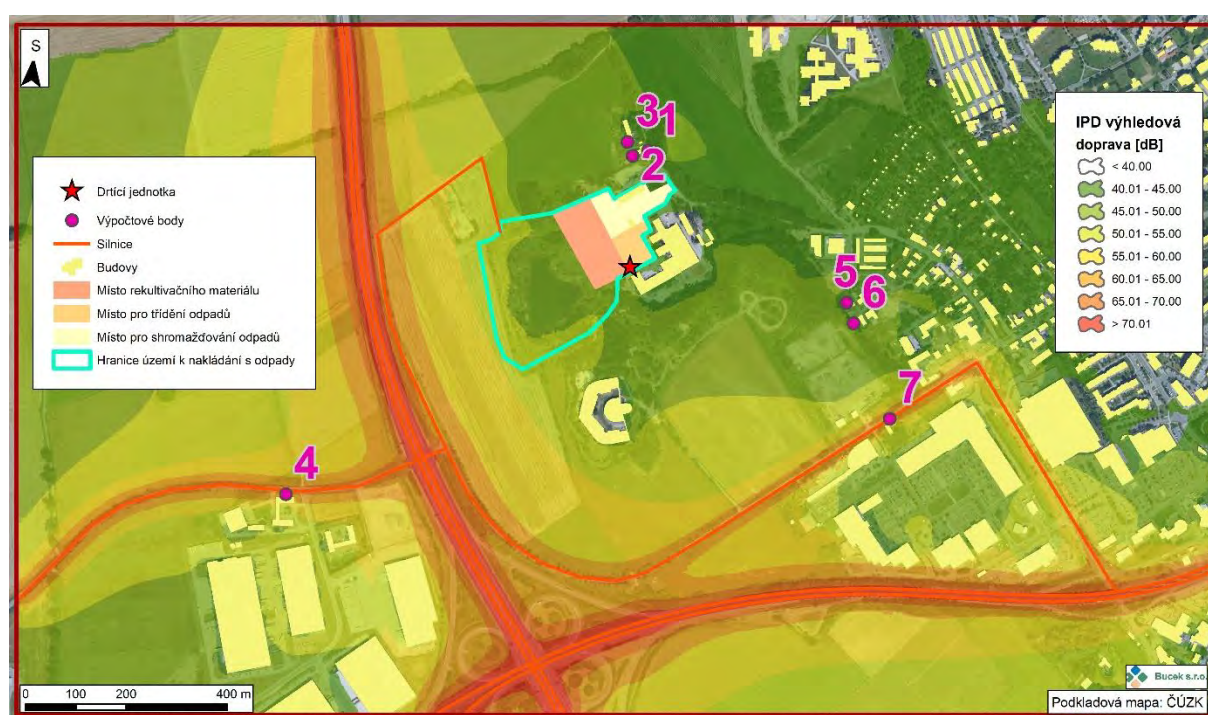 S
Drtící jednotka
Výpočtové body
Silnice
Budovy
Místo rekultivačního materiálu
Místo pro třídění odpadů
Místo pro shromažďování odpadů
Hranice území k nakládání s odpady
31
2
5
6
7
4
IPD výhledová
doprava [dB]
< 40.00
40.01 - 45.00
45.01 - 50.00
50.01 - 55.00
55.01 - 60.00
60.01 - 65.00
65.01 - 70.00
> 70.01
0 100 200 400 m
Bucek s.r.o.
Podkladová mapa: ČÚZK